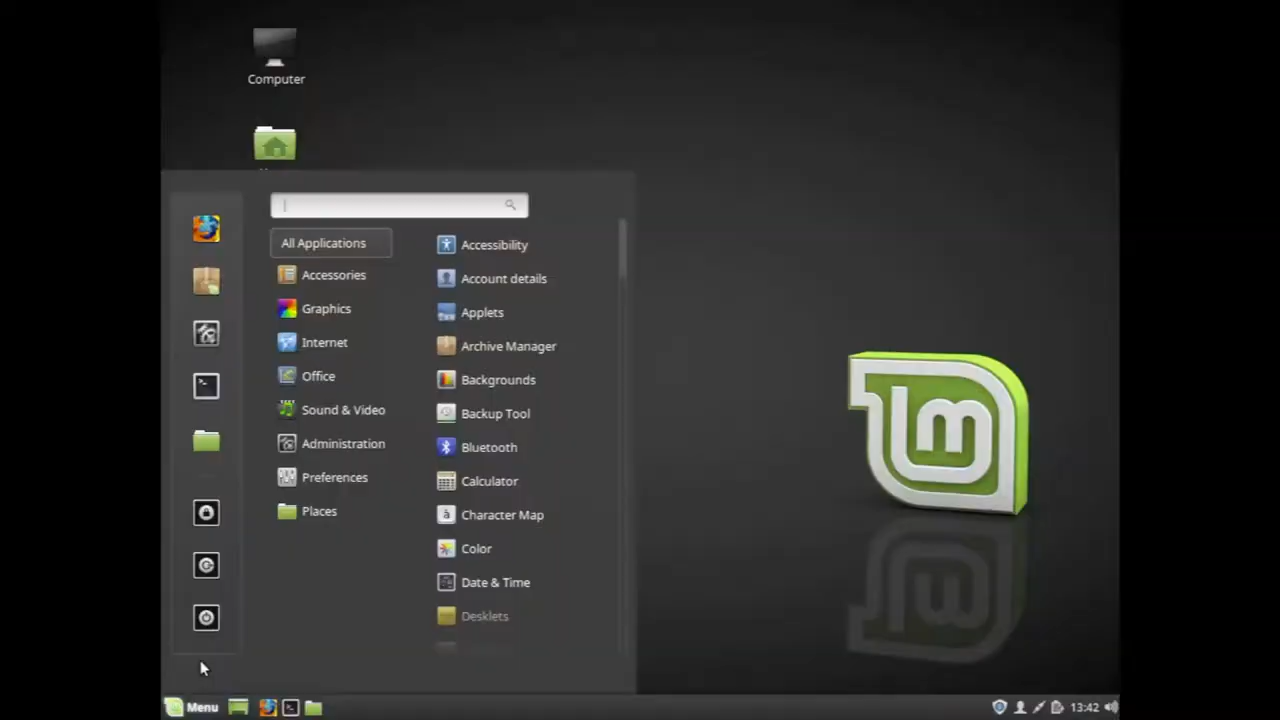 Computer
All Applications
Accessories
Graphics
Internet
Office
Sound & Video
Administration
Preferences
Places
Accessibility
Account details
Applets
Archive Manager
Backgrounds
Backup Tool
Bluetooth
Calculator
Character Map
Color
Date & Time
Desklets
Menu
13:42